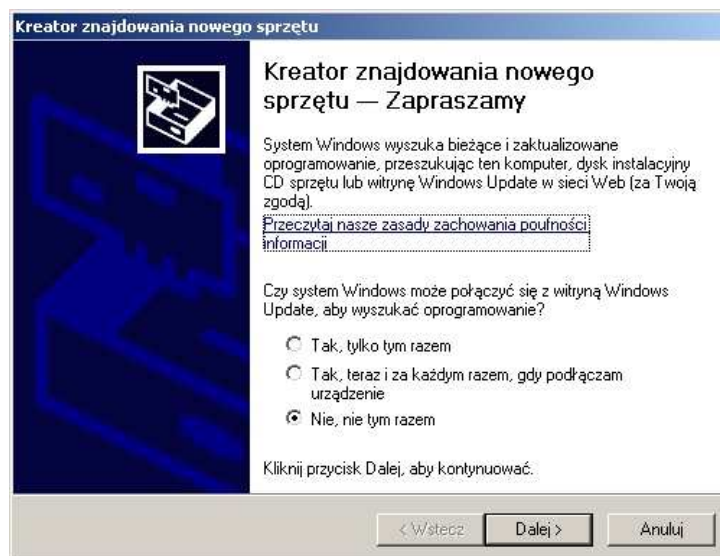 Kreator znajdowania nowego sprzętu
Kreator znajdowania nowego
sprzętu — Zapraszamy
System Windows wyszuka bieżące i zaktualizowane
oprogramowanie, przeszukując ten komputer, dysk instalacyjny
CD sprzętu lub witrynę Windows Update w sieci Web (za Twoją
zgodą).
Przeczytaj nasze zasady zachowania poufności
informacji
Czy system Windows może połączyć się z witryną Windows
Update, aby wyszukać oprogramowanie?
Tak, tylko tym razem
Tak, teraz i za każdym razem, gdy podłączam
urządzenie
Nie, nie tym razem
Kliknij przycisk Dalej, aby kontynuować.
< Wstecz Dalej > Anuluj